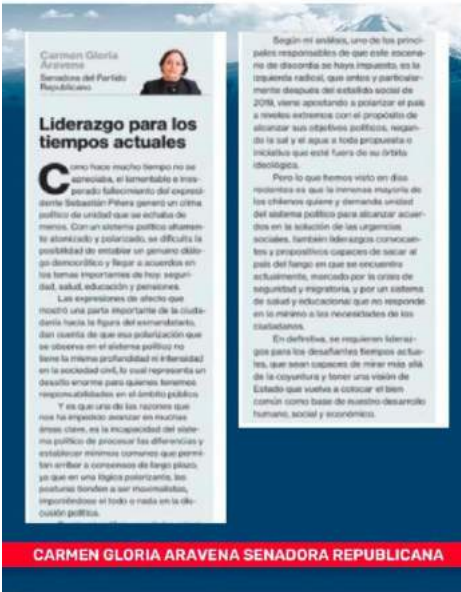 Carmen Gloria
Aravena
Senadora del Partido
Republicano
Liderazgo para los
tiempos actuales
Como hace mucho tiempo no se
apreciaba, el lamentable e ines-
perado fallecimiento del expresi-
dente Sebastián Piñera generó un clima
político de unidad que se echaba de
menos. Con un sistema político altamen-
te atomizado y polarizado, se dificulta la
posibilidad de entablar un genuino diálo-
go democrático y llegar a acuerdos en
los temas importantes de hoy: seguri-
dad, salud, educación y pensiones.
Las expresiones de afecto que
mostró una parte importante de la ciuda-
danía hacia la figura del exmandatario,
dan cuenta de que esa polarización que
se observa en el sistema político no
tiene la misma profundidad ni intensidad
en la sociedad civil, lo cual representa un
desafío enorme para quienes tenemos
responsabilidades en el ámbito público.
Y es que una de las razones que
nos ha impedido avanzar en muchas
áreas clave, es la incapacidad del siste-
ma político de procesar las diferencias y
establecer mínimos comunes que permi-
tan arribar a consensos de largo plazo,
ya que en una lógica polarizante, las
posturas tienden a ser maximalistas,
imponiéndose el todo o nada en la dis-
cusión política.
Según mi análisis, uno de los princi-
pales responsables de que este escena-
rio de discordia se haya impuesto, es la
izquierda radical, que antes y particular-
mente después del estallido social de
2019, viene apostando a polarizar el país
a niveles extremos con el propósito de
alcanzar sus objetivos políticos, negan-
do la sal y el agua a toda propuesta o
iniciativa que esté fuera de su órbita
ideológica.
Pero lo que hemos visto en días
recientes es que la inmensa mayoría de
los chilenos quiere y demanda unidad
del sistema político para alcanzar acuer-
dos en la solución de las urgencias
sociales, también liderazgos convocan-
tes y propositivos capaces de sacar al
país del fango en que se encuentra
actualmente, marcado por la crisis de
seguridad y migratoria, y por un sistema
de salud y educacional que no responde
en lo mínimo a las necesidades de los
ciudadanos.
En definitiva, se requieren lideraz-
gos para los desafiantes tiempos actua-
les, que sean capaces de mirar más allá
de la coyuntura y tener una visión de
Estado que vuelva a colocar el bien
común como base de nuestro desarrollo
humano, social y económico.
CARMEN GLORIA ARAVENA SENADORA REPUBLICANA